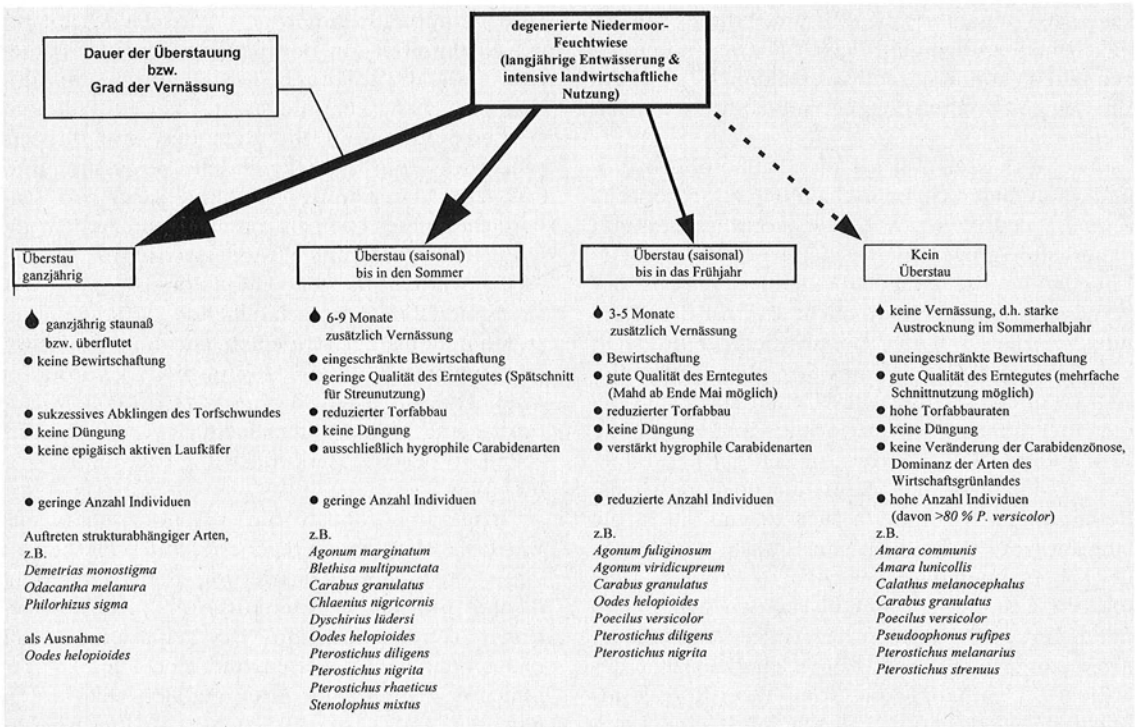 degenerierte Niedermoor-
Feuchtwiese
(langjährige Entwässerung &
intensive landwirtschaftliche
Nutzung)
Dauer der Überstauung
bzw.
Grad der Vernässung
Überstau
ganzjährig
ganzjährig staunaß
bzw. überflutet
keine Bewirtschaftung
sukzessives Abklingen des Torfschwundes
keine Düngung
keine epigäisch aktiven Laufkäfer
geringe Anzahl Individuen
Auftreten strukturabhängiger Arten,
z.B.
Demetrias monostigma
Odacantha melanura
Philorhizus sigma
als Ausnahme
Oodes helopioides
Überstau (saisonal)
bis in den Sommer
6-9 Monate
zusätzlich Vernässung
eingeschränkte Bewirtschaftung
geringe Qualität des Erntegutes (Spätschnitt
für Streunutzung)
reduzierter Torfabbau
keine Düngung
ausschließlich hygrophile Carabidenarten
geringe Anzahl Individuen
z.B.
Agonum marginatum
Blethisa multipunctata
Carabus granulatus
Chlaenius nigricornis
Dyschirius lüdersi
Oodes helopioides
Pterostichus diligens
Pterostichus nigrita
Pterostichus rhaeticus
Stenolophus mixtus
Überstau (saisonal)
bis in das Frühjahr
3-5 Monate
zusätzlich Vernässung
Bewirtschaftung
gute Qualität des Erntegutes
(Mahd ab Ende Mai möglich)
reduzierter Torfabbau
keine Düngung
verstärkt hygrophile Carabidenarten
reduzierte Anzahl Individuen
z.B.
Agonum fuliginosum
Agonum viridicupreum
Carabus granulatus
Oodes helopioides
Poecilus versicolor
Pterostichus diligens
Pterostichus nigrita
Kein
Überstau
keine Vernässung, d.h. starke
Austrocknung im Sommerhalbjahr
uneingeschränkte Bewirtschaftung
gute Qualität des Erntegutes (mehrfache
Schnittnutzung möglich)
hohe Torfabbauraten
keine Düngung
keine Veränderung der Carabidenzönose,
Dominanz der Arten des
Wirtschaftsgrünlandes
hohe Anzahl Individuen
(davon >80 % P. versicolor)
z.B.
Amara communis
Amara lunicollis
Calathus melanocephalus
Carabus granulatus
Poecilus versicolor
Pseudoophonus rufipes
Pterostichus melanarius
Pterostichus strenuus